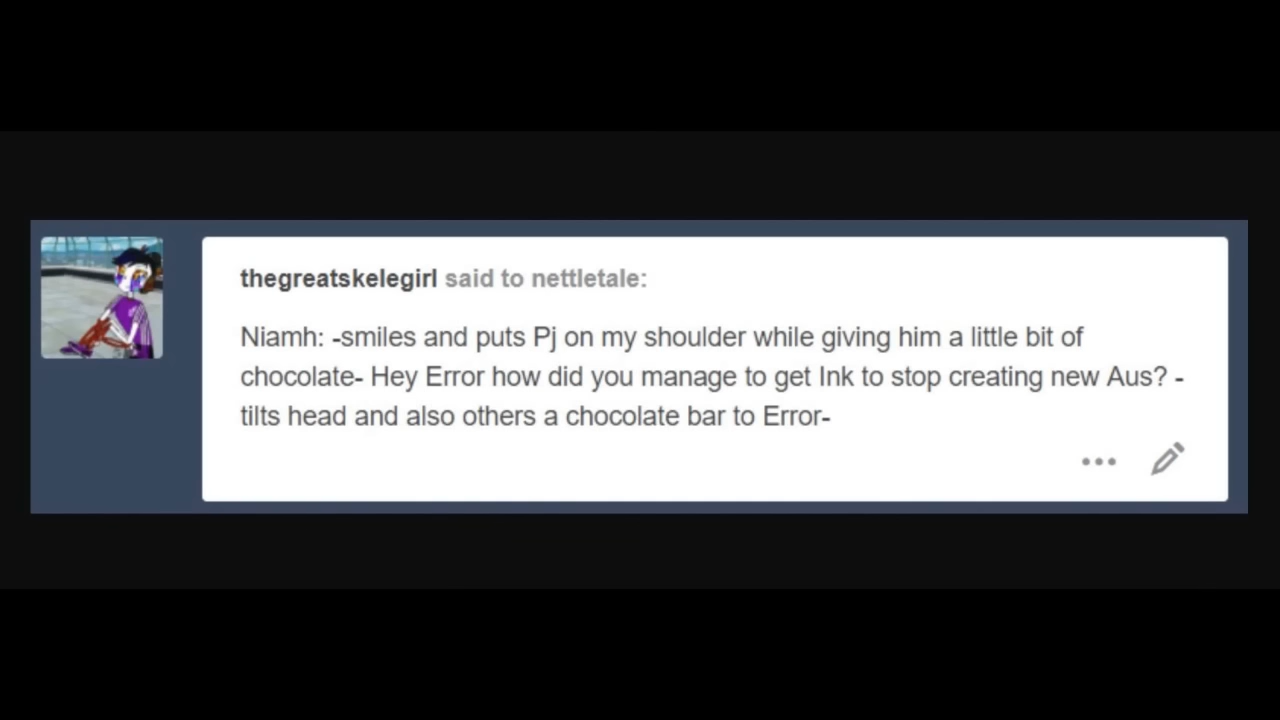 thegreatskelegirl said to nettletale:
Niamh: -smiles and puts Pj on my shoulder while giving him a little bit of
chocolate- Hey Error how did you manage to get Ink to stop creating new Aus? -
tilts head and also others a chocolate bar to Error-